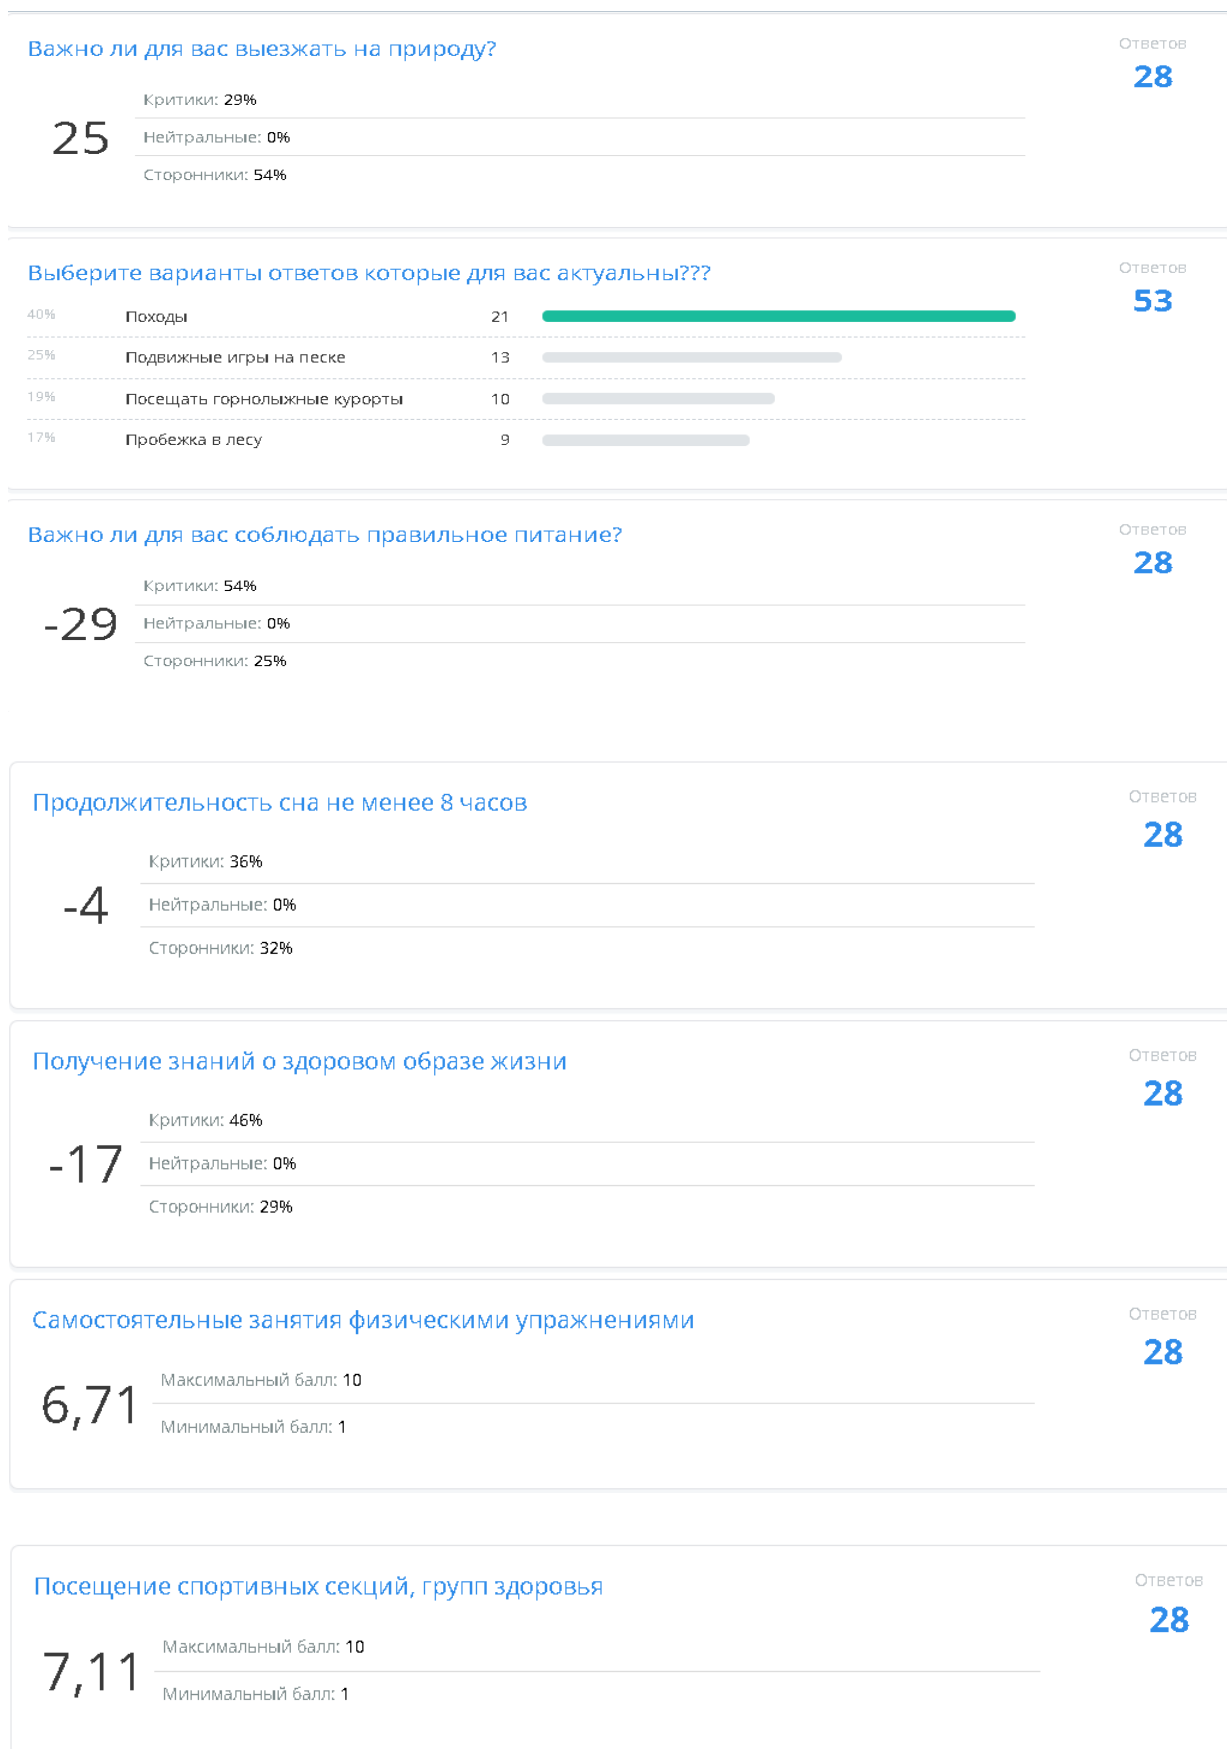 Важно ли для вас выезжать на природу?
Ответов
28
Критики: 29%
25
Нейтральные: 0%
Сторонники: 54%
Выберите варианты ответов которые для вас актуальны???
Ответов
53
40% Походы 21
25% Подвижные игры на песке 13
19% Посещать горнолыжные курорты 10
17% Пробежка в лесу 9
Важно ли для вас соблюдать правильное питание?
Ответов
28
Критики: 54%
-29
Нейтральные: 0%
Сторонники: 25%
Продолжительность сна не менее 8 часов
Ответов
28
Критики: 36%
-4
Нейтральные: 0%
Сторонники: 32%
Получение знаний о здоровом образе жизни
Ответов
28
Критики: 46%
-17
Нейтральные: 0%
Сторонники: 29%
Самостоятельные занятия физическими упражнениями
Ответов
28
Максимальный балл: 10
6,71
Минимальный балл: 1
Посещение спортивных секций, групп здоровья
Ответов
28
Максимальный балл: 10
7,11
Минимальный балл: 1